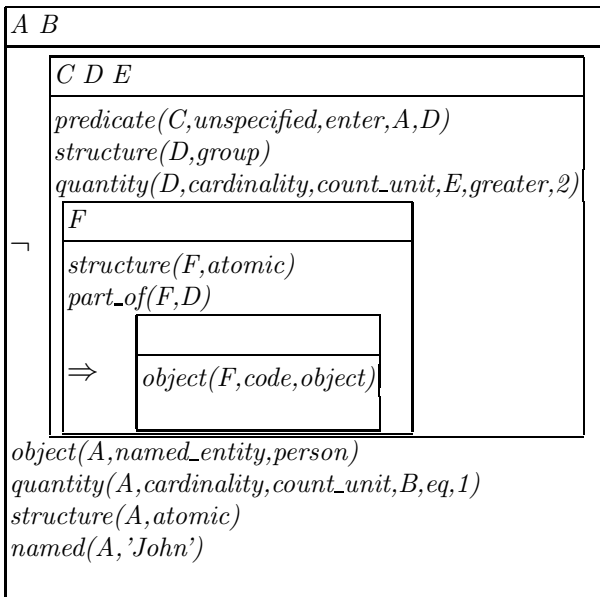 A B
C D E
predicate(C,unspecified,enter,A,D)
structure(D,group)
quantity(D,cardinality,count_unit,E,greater,2)
F
¬
structure(F,atomic)
part_of(F,D)
⇒ object(F,code,object)
object(A,named_entity,person)
quantity(A,cardinality,count_unit,B,eq,1)
structure(A,atomic)
named(A,'John')